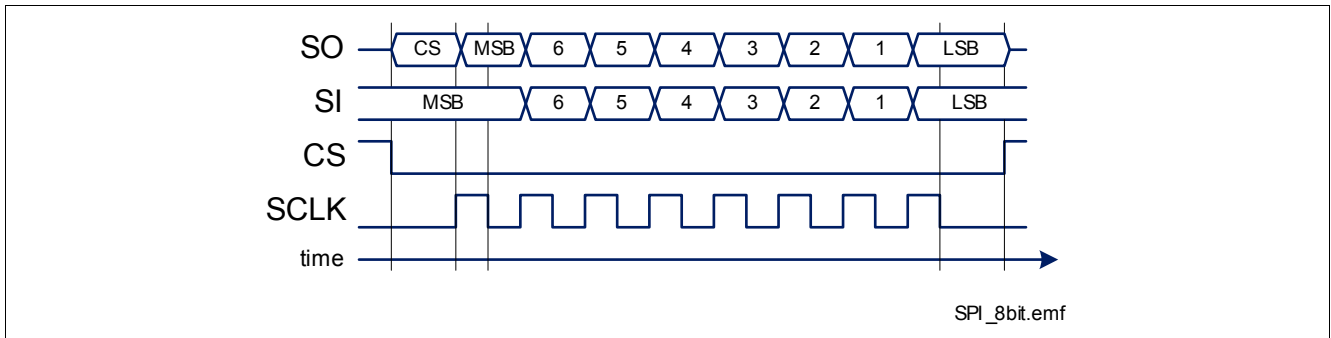 SO CS MSB 6 5 4 3 2 1 LSB
SI MSB 6 5 4 3 2 1 LSB
CS
SCLK
time
SPI_8bit.emf